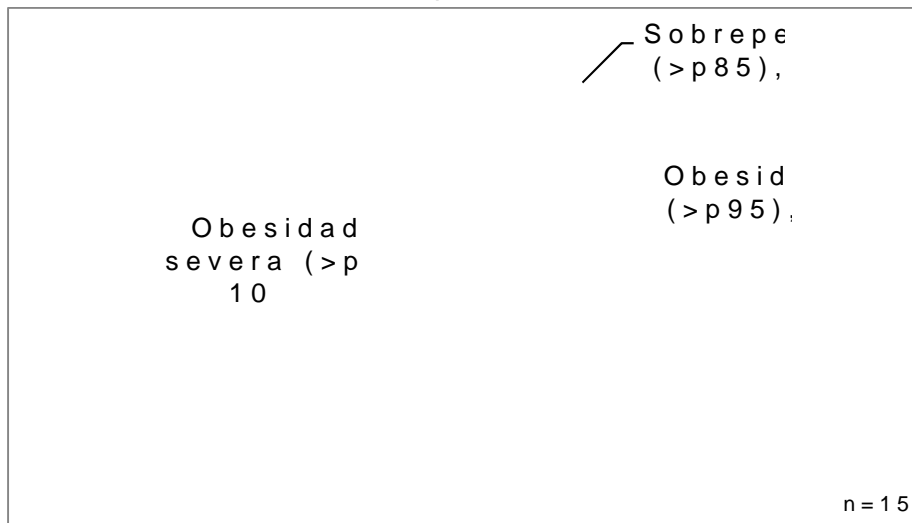 Sobrepe
(>p85),
Obesid
(>p95),
Obesidad
severa (>p
10
n=15